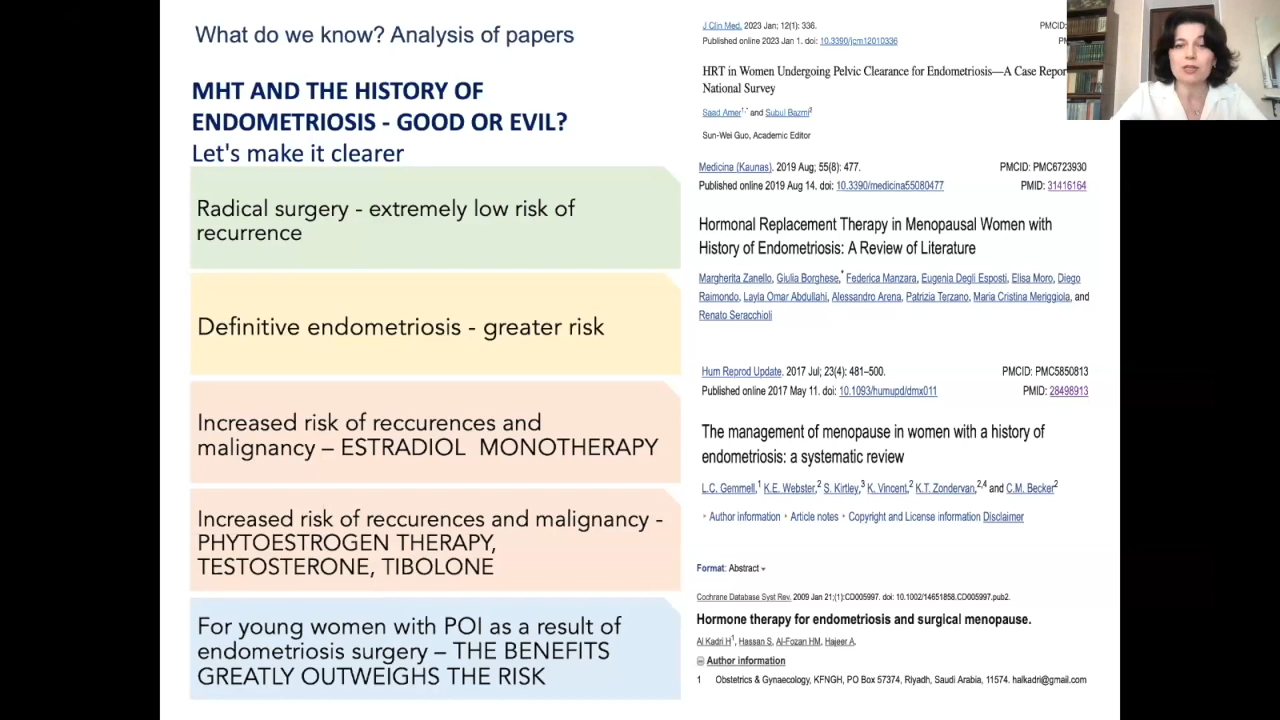 What do we know? Analysis of papers
MHT AND THE HISTORY OF
ENDOMETRIOSIS - GOOD OR EVIL?
Let's make it clearer
Radical surgery - extremely low risk of
recurrence
Definitive endometriosis - greater risk
Increased risk of reccurences and
malignancy – ESTRADIOL MONOTHERAPY
Increased risk of reccurences and malignancy -
PHYTOESTROGEN THERAPY,
TESTOSTERONE, TIBOLONE
For young women with POI as a result of
endometriosis surgery – THE BENEFITS
GREATLY OUTWEIGHS THE RISK
J Clin Med. 2023 Jan; 12(1): 336. PMCID:
Published online 2023 Jan 1. doi: 10.3390/jcm12010336
HRT in Women Undergoing Pelvic Clearance for Endometriosis—A Case Repor
National Survey
Saad Amer1,* and Subul Bazmi2
Sun-Wei Guo, Academic Editor
Medicina (Kaunas). 2019 Aug; 55(8): 477. PMCID: PMC6723930
Published online 2019 Aug 14. doi: 10.3390/medicina55080477 PMID: 31416164
Hormonal Replacement Therapy in Menopausal Women with
History of Endometriosis: A Review of Literature
Margherita Zanello, Giulia Borghese,* Federica Manzara, Eugenia Degli Esposti, Elisa Moro, Diego
Raimondo, Layla Omar Abdullahi, Alessandro Arena, Patrizia Terzano, Maria Cristina Meriggiola, and
Renato Seracchioli
Hum Reprod Update. 2017 Jul; 23(4): 481–500. PMCID: PMC5850813
Published online 2017 May 11. doi: 10.1093/humupd/dmx011 PMID: 28498913
The management of menopause in women with a history of
endometriosis: a systematic review
L.C. Gemmell,1 K.E. Webster,2 S. Kirtley,3 K. Vincent,2 K.T. Zondervan,2,4 and C.M. Becker2
Author information Article notes Copyright and License information Disclaimer
Format: Abstract
Cochrane Database Syst Rev. 2009 Jan 21;(1):CD005997. doi: 10.1002/14651858.CD005997.pub2.
Hormone therapy for endometriosis and surgical menopause.
Al Kadri H1, Hassan S, Al-Fozan HM, Hajeer A.
Author information
1 Obstetrics & Gynaecology, KFNGH, PO Box 57374, Riyadh, Saudi Arabia, 11574. halkadri@gmail.com